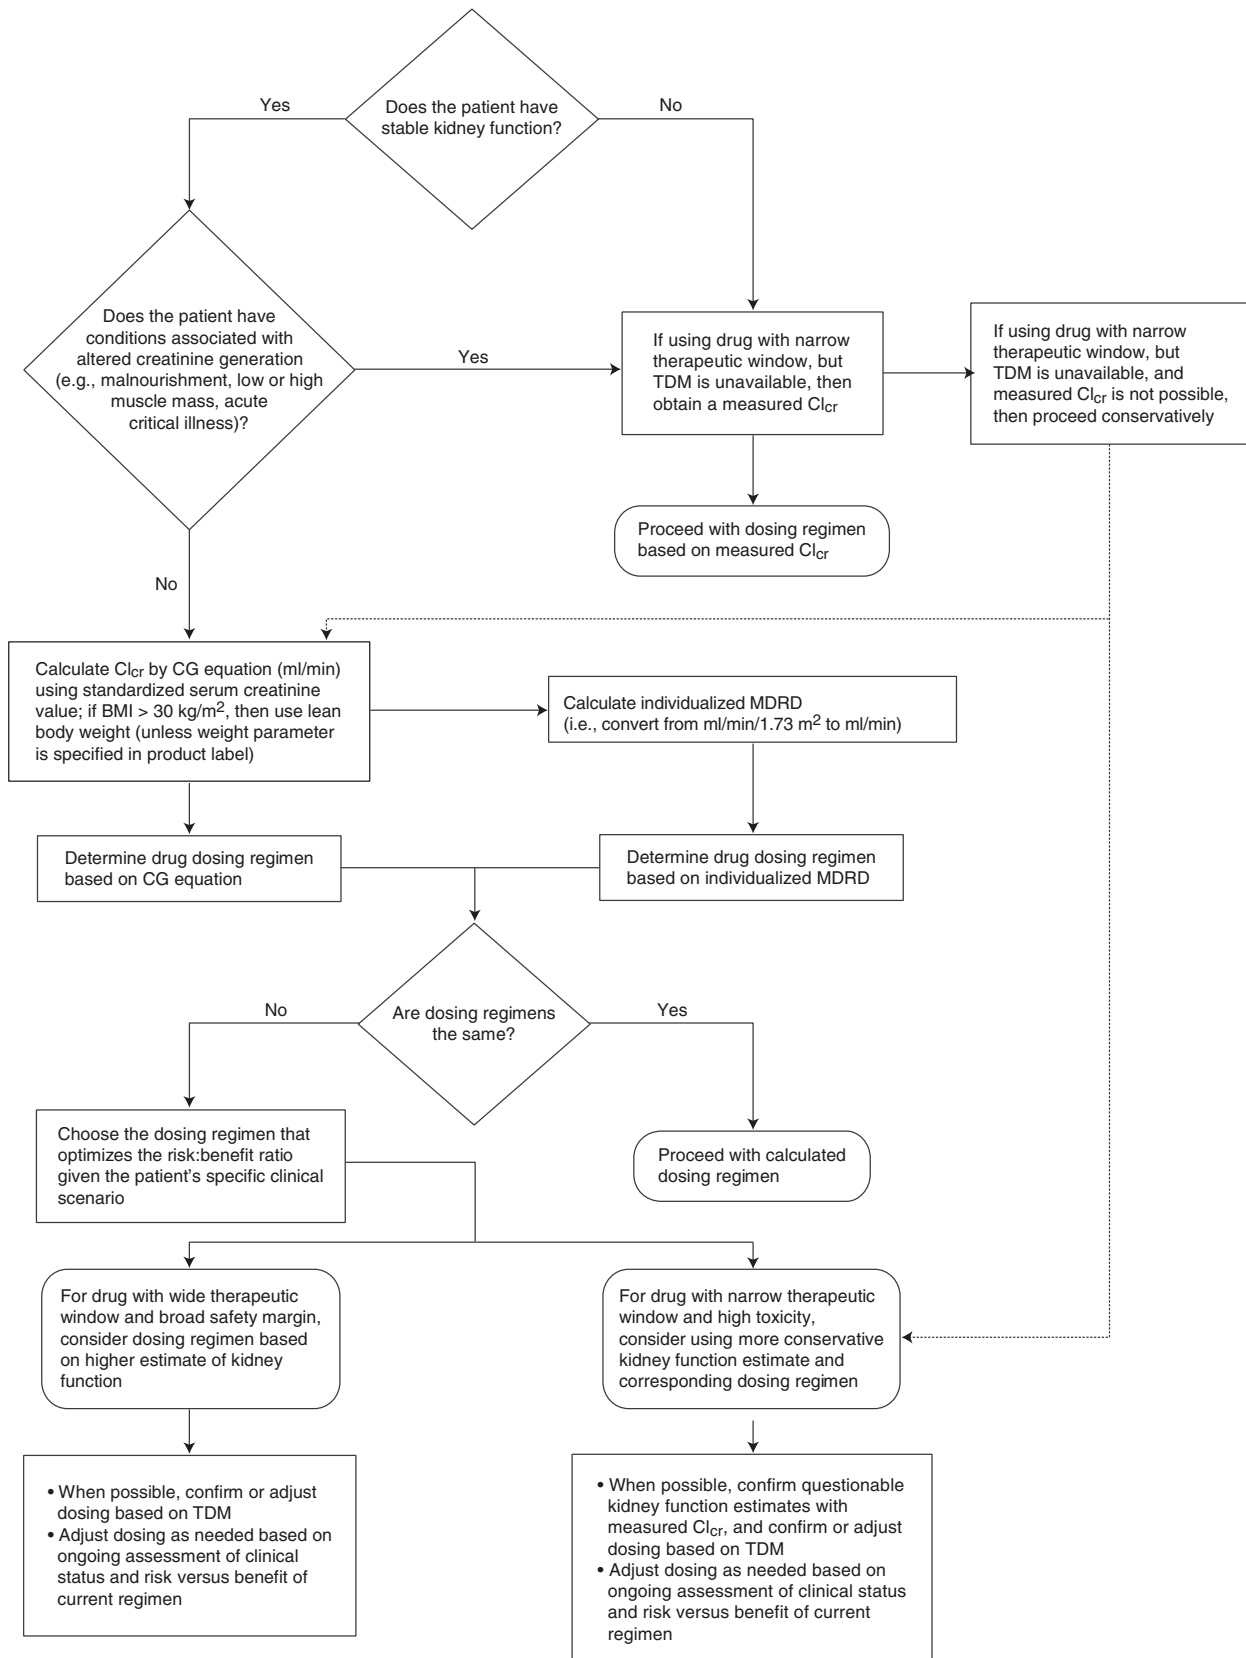 Yes
Does the patient have
stable kidney function?
No
Does the patient have
conditions associated with
altered creatinine generation
(e.g., malnourishment, low or high
muscle mass, acute
critical illness)?
Yes
If using drug with narrow
therapeutic window, but
TDM is unavailable, then
obtain a measured Clcr
If using drug with narrow
therapeutic window, but
TDM is unavailable, and
measured Clcr is not possible,
then proceed conservatively
Proceed with dosing regimen
based on measured Clcr
No
Calculate Clcr by CG equation (ml/min)
using standardized serum creatinine
value; if BMI > 30 kg/m², then use lean
body weight (unless weight parameter
is specified in product label)
Calculate individualized MDRD
(i.e., convert from ml/min/1.73 m² to ml/min)
Determine drug dosing regimen
based on CG equation
Determine drug dosing regimen
based on individualized MDRD
No
Are dosing regimens
the same?
Yes
Choose the dosing regimen that
optimizes the risk:benefit ratio
given the patient's specific clinical
scenario
Proceed with calculated
dosing regimen
For drug with wide therapeutic
window and broad safety margin,
consider dosing regimen based
on higher estimate of kidney
function
For drug with narrow therapeutic
window and high toxicity,
consider using more conservative
kidney function estimate and
corresponding dosing regimen
• When possible, confirm or adjust
dosing based on TDM
• Adjust dosing as needed based on
ongoing assessment of clinical
status and risk versus benefit of
current regimen
• When possible, confirm questionable
kidney function estimates with
measured Clcr, and confirm or adjust
dosing based on TDM
• Adjust dosing as needed based on
ongoing assessment of clinical status
and risk versus benefit of current
regimen